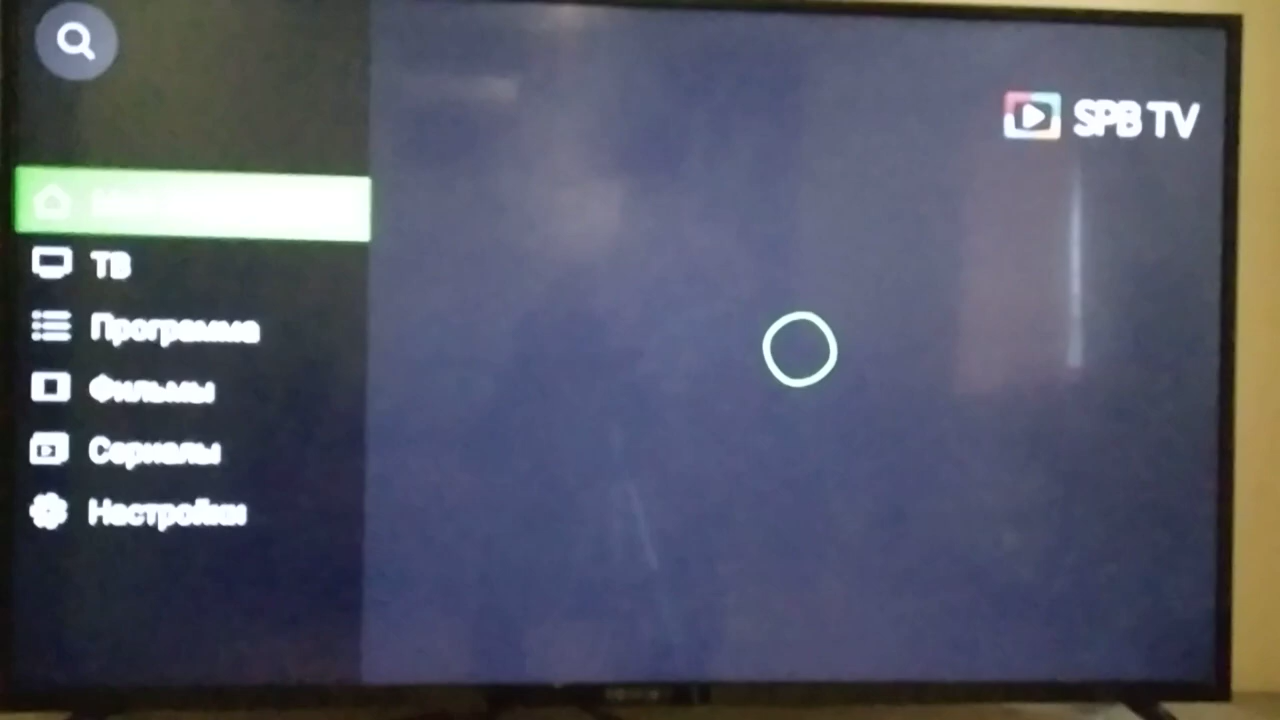 SPB TV
ТВ
Программа
Фильмы
Сериалы
Настройки